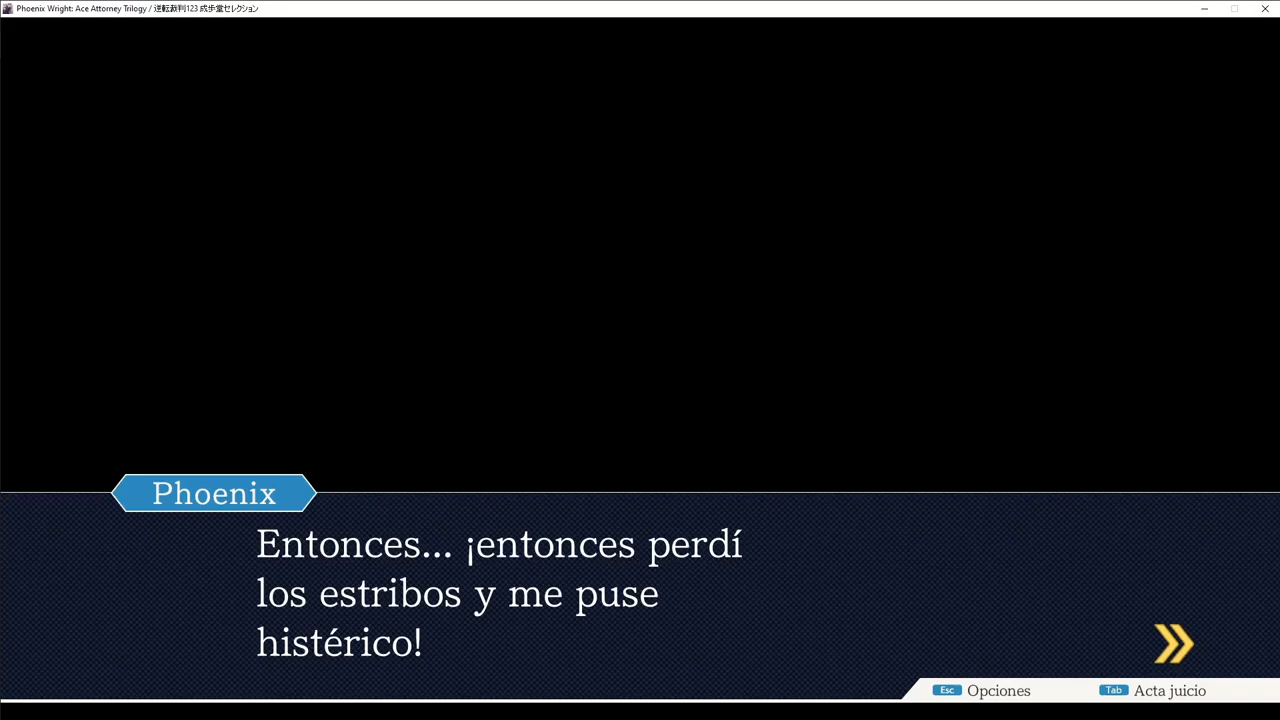 Phoenix Wright: Ace Attorney Trilogy / 逆転裁判123 成歩堂セレクション
Phoenix
Entonces... ¡entonces perdí
los estribos y me puse
histérico!
Esc Opciones Tab Acta juicio